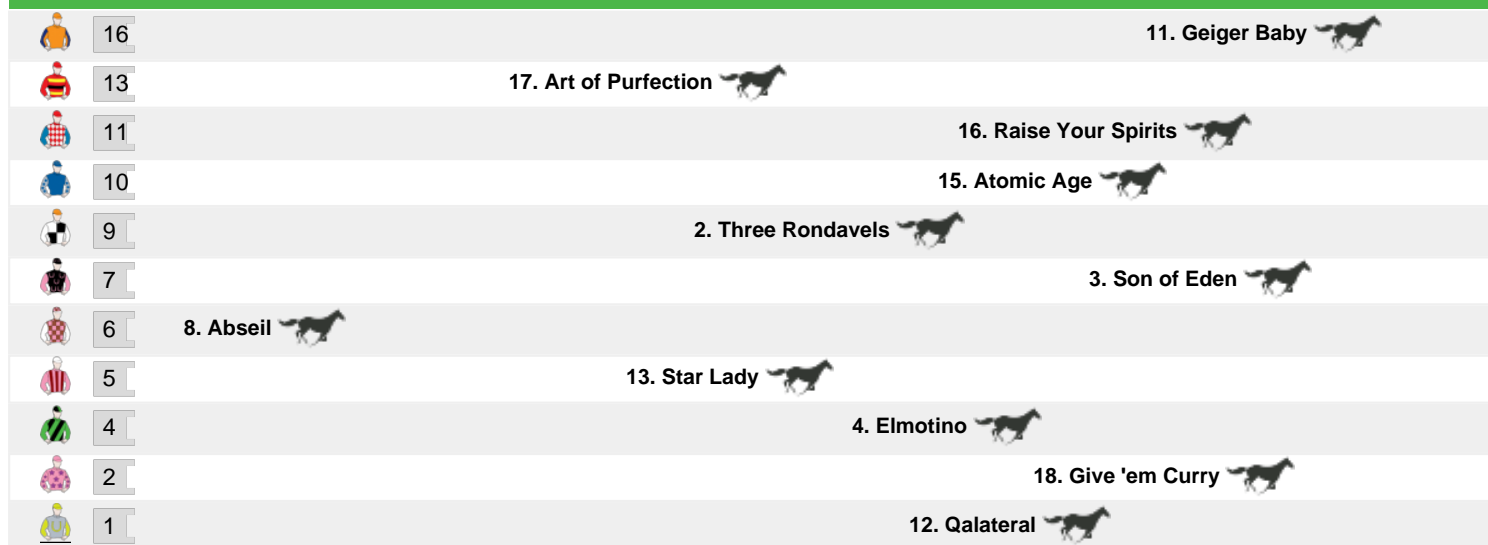 16 11. Geiger Baby
13 17. Art of Purfection
11 16. Raise Your Spirits
10 15. Atomic Age
9 2. Three Rondavels
7 3. Son of Eden
6 8. Abseil
5 13. Star Lady
4 4. Elmotino
2 18. Give 'em Curry
1 12. Qalateral